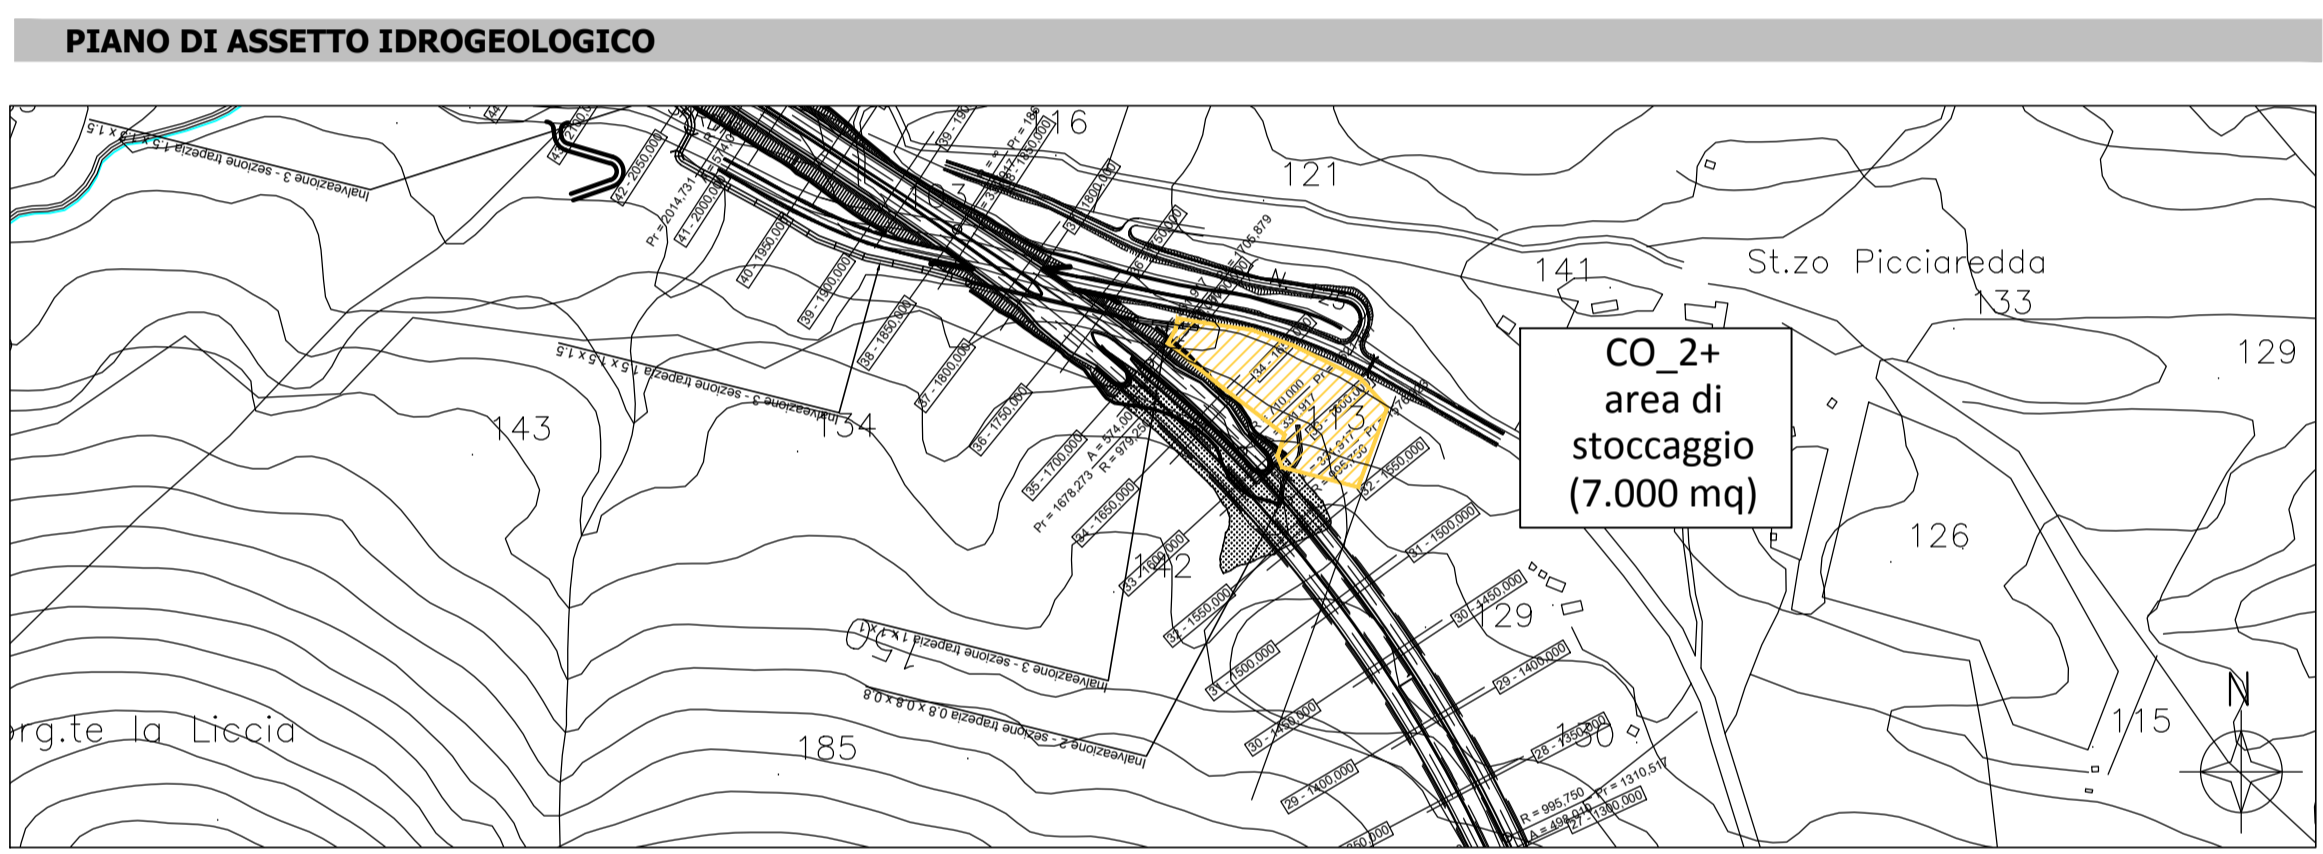 PIANO DI ASSETTO IDROGEOLOGICO
116
121
Inalveazione 3 - sezione trapezia 1.5 x 1.5 x 1.5
42 - 2050.000
41 - 2000.000
40 - 1950.000
39 - 1900.000
38 - 1850.000
37 - 1800.000
36 - 1750.000
35 - 1700.000
34 - 1650.000
33 - 1600.000
32 - 1550.000
31 - 1500.000
30 - 1450.000
29 - 1400.000
Pr = 2014.731
141
St.zo Picciaredda
133
129
CO_2+
area di
stoccaggio
(7.000 mq)
Inalveazione 3 - sezione trapezia 1.5 x 1.5 x 1.5
143
134
Pr = 1678.273
32 - 1550.000
31 - 1500.000
30 - 1450.000
29 - 1400.000
28 - 1350.000
27 - 1300.000
142
126
129
Inalveazione 3 - sezione trapezia 1 x 1 x 1
150
Inalveazione 2 - sezione trapezia 0.8 x 0.8 x 0.8
la Liccia
185
130
115
N
R = 995,750
Pr = 1310,517